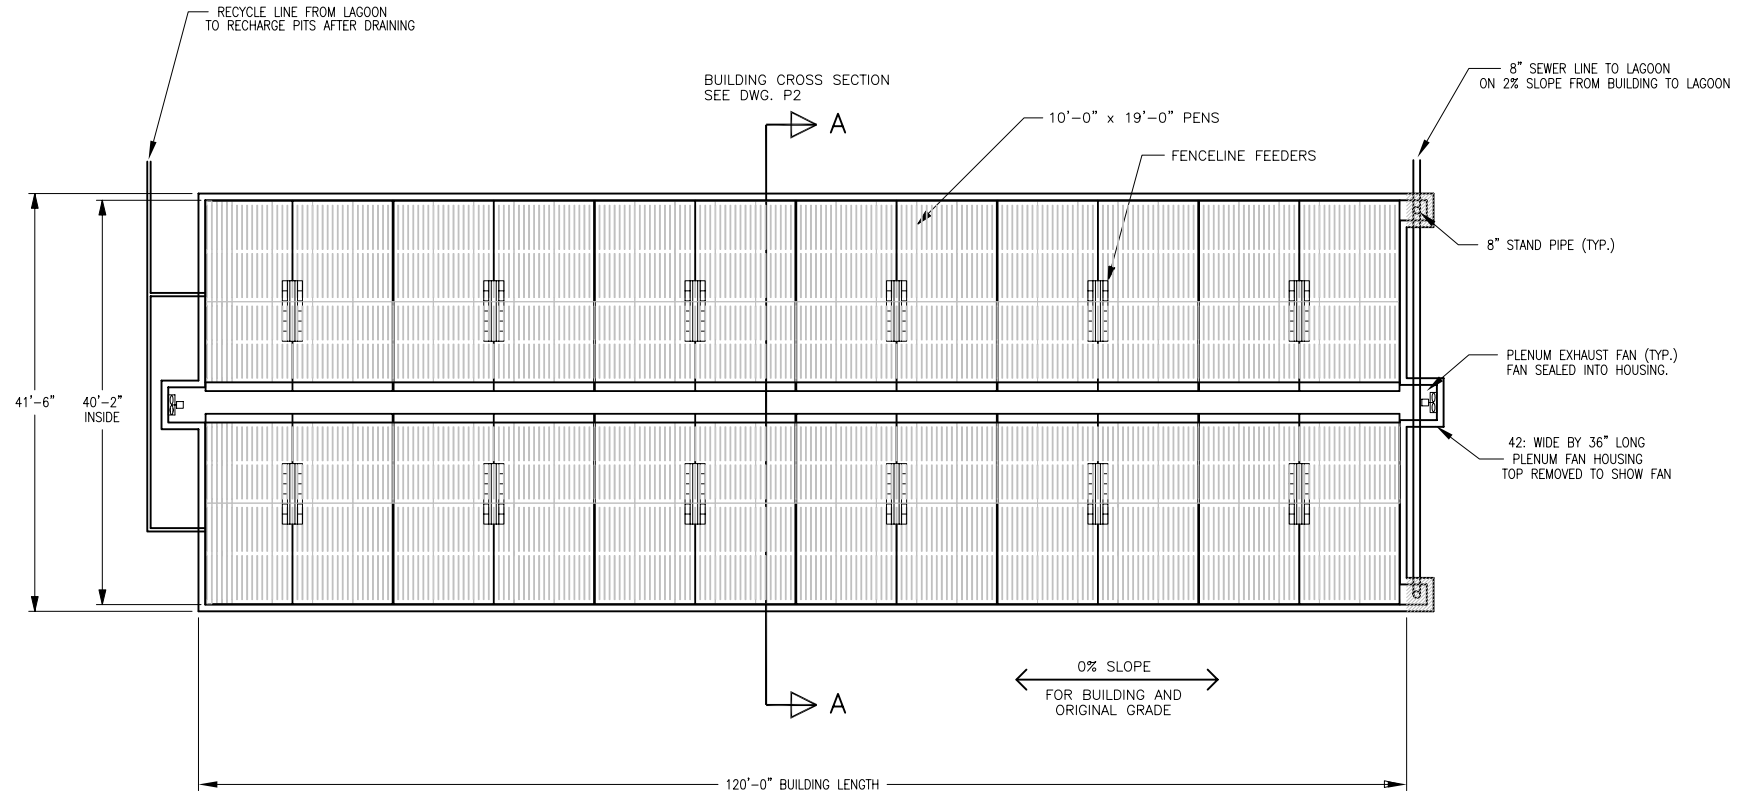 RECYCLE LINE FROM LAGOON
TO RECHARGE PITS AFTER DRAINING
BUILDING CROSS SECTION
SEE DWG. P2
A
10'-0" x 19'-0" PENS
FENCELINE FEEDERS
8" SEWER LINE TO LAGOON
ON 2% SLOPE FROM BUILDING TO LAGOON
8" STAND PIPE (TYP.)
PLENUM EXHAUST FAN (TYP.)
FAN SEALED INTO HOUSING.
41'-6"
40'-2"
INSIDE
42: WIDE BY 36" LONG
PLENUM FAN HOUSING
TOP REMOVED TO SHOW FAN
0% SLOPE
FOR BUILDING AND
ORIGINAL GRADE
A
120'-0" BUILDING LENGTH